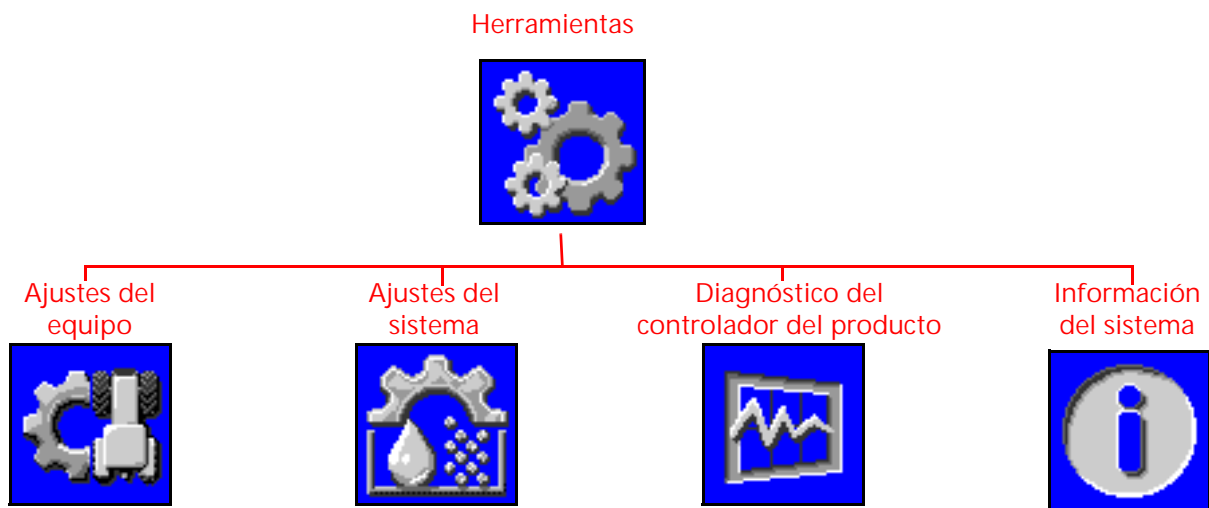 Herramientas
Ajustes del
equipo
Ajustes del
sistema
Diagnóstico del
controlador del producto
Información
del sistema